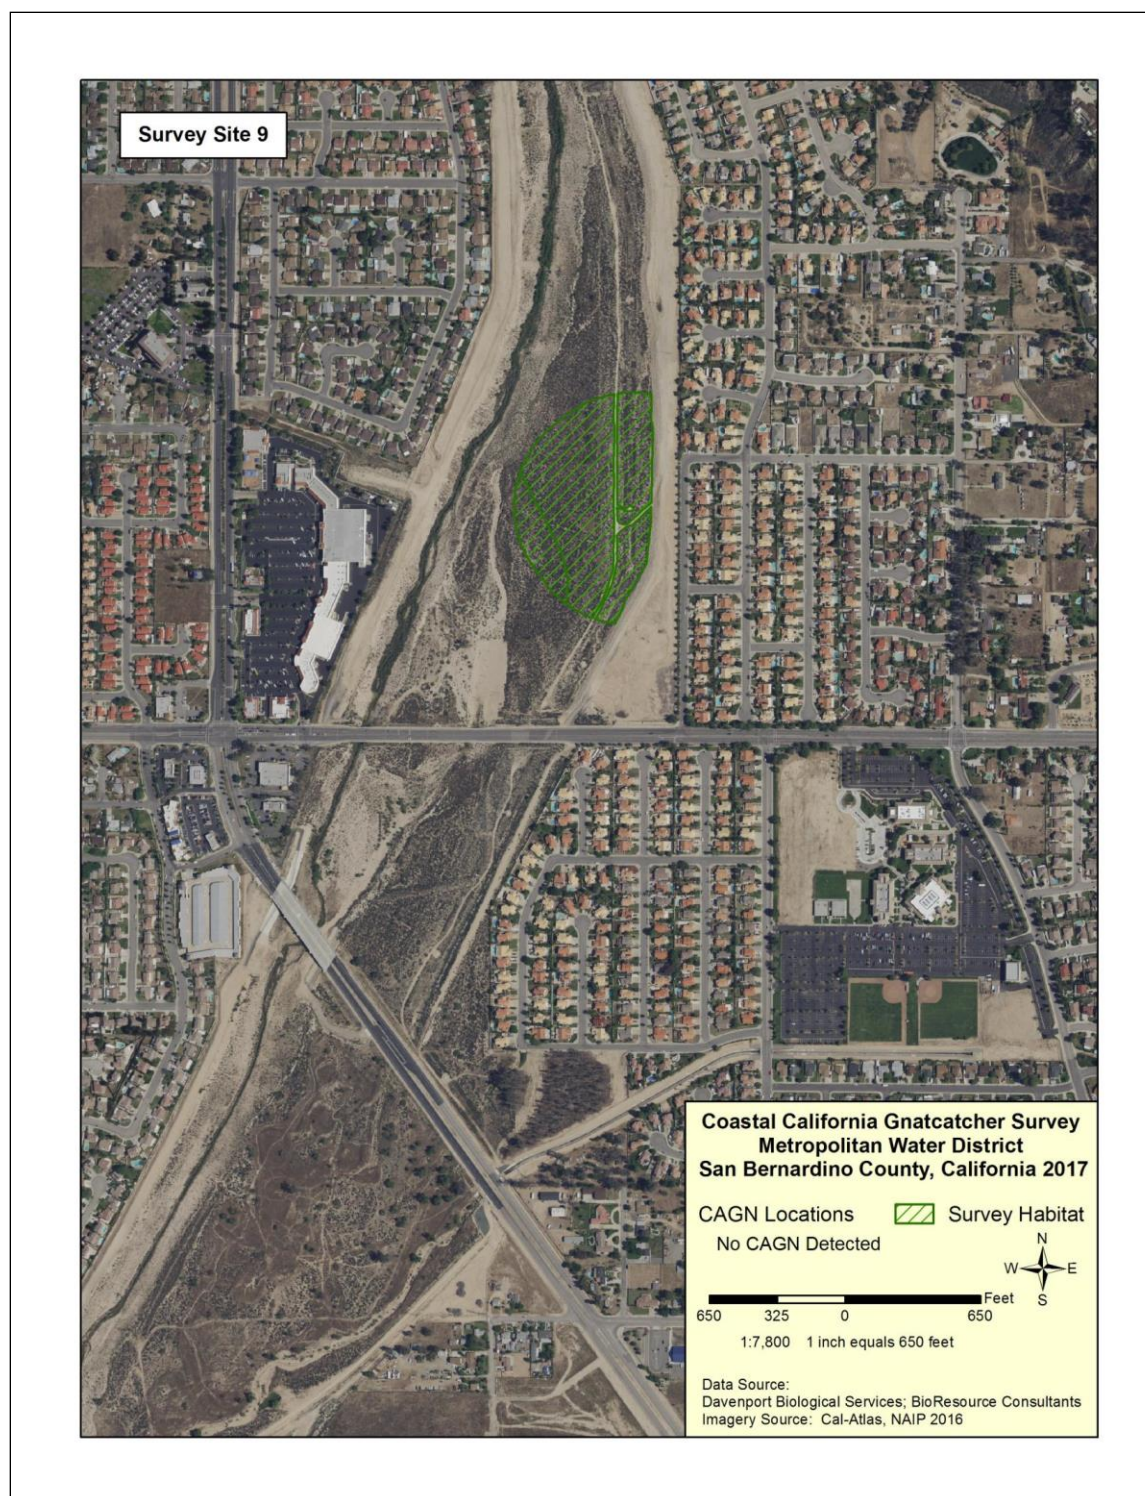 Survey Site 9
Coastal California Gnatcatcher Survey
Metropolitan Water District
San Bernardino County, California 2017
CAGN Locations
Survey Habitat
No CAGN Detected
N
W E
S
Feet
650 325 0 650
1:7,800 1 inch equals 650 feet
Data Source:
Davenport Biological Services; BioResource Consultants
Imagery Source: Cal-Atlas, NAIP 2016